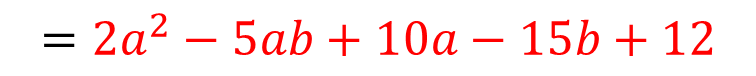 = 2a² − 5ab + 10a − 15b + 12